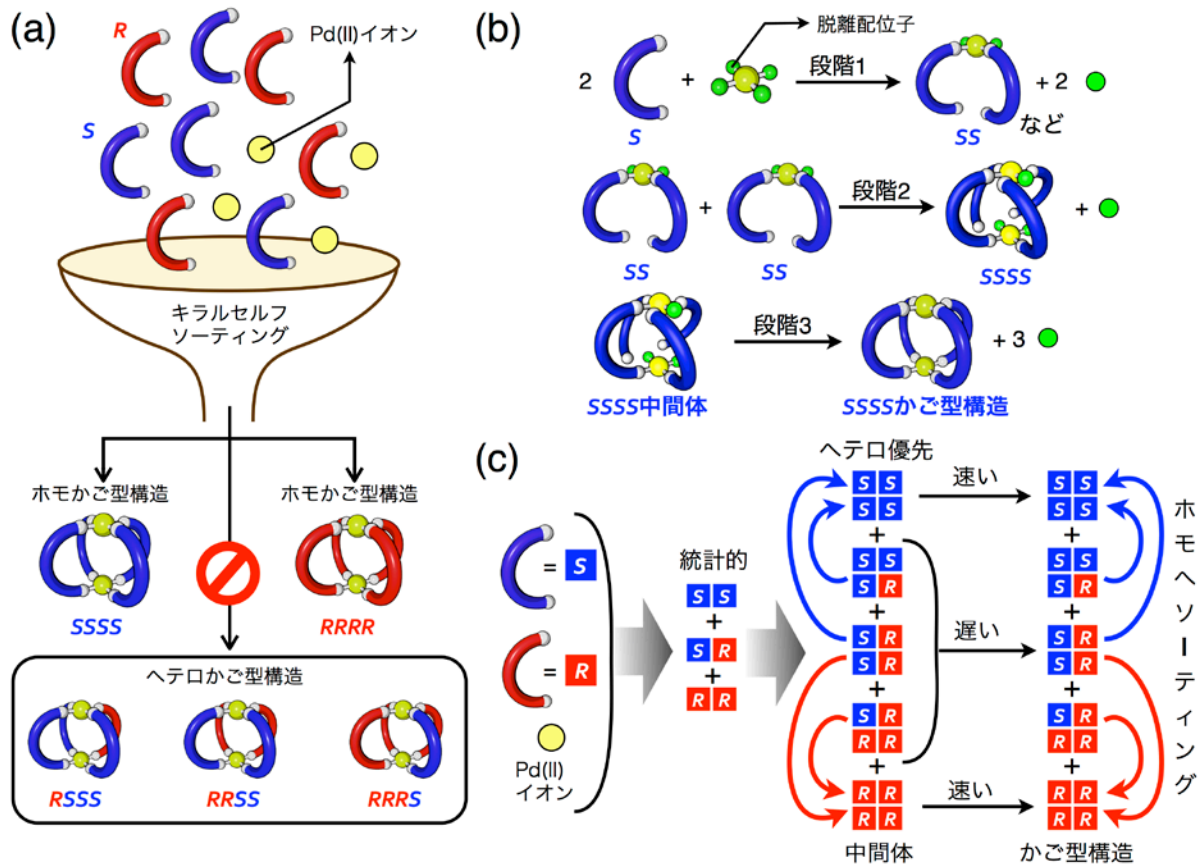 (a)
R
Pd(II)イオン
S
キラルセルフ
ソーティング
ホモかご型構造
ホモかご型構造
SSSS
RRRR
ヘテロかご型構造
RSSS
RRSS
RRRS
(b)
脱離配位子
2
+
段階1
+ 2
S
SS
など
+
段階2
+
SS
SS
SSSS
段階3
+ 3
SSSS中間体
SSSSかご型構造
(c)
= S
= R
Pd(II)
イオン
統計的
S S
+
S R
+
R R
ヘテロ優先
S S
S S
+
S S
S R
+
S R
S R
+
S R
R R
+
R R
R R
中間体
速い
遅い
速い
S S
S S
+
S S
S R
+
S R
S R
+
S R
R R
+
R R
R R
かご型構造
ホモへソーティング